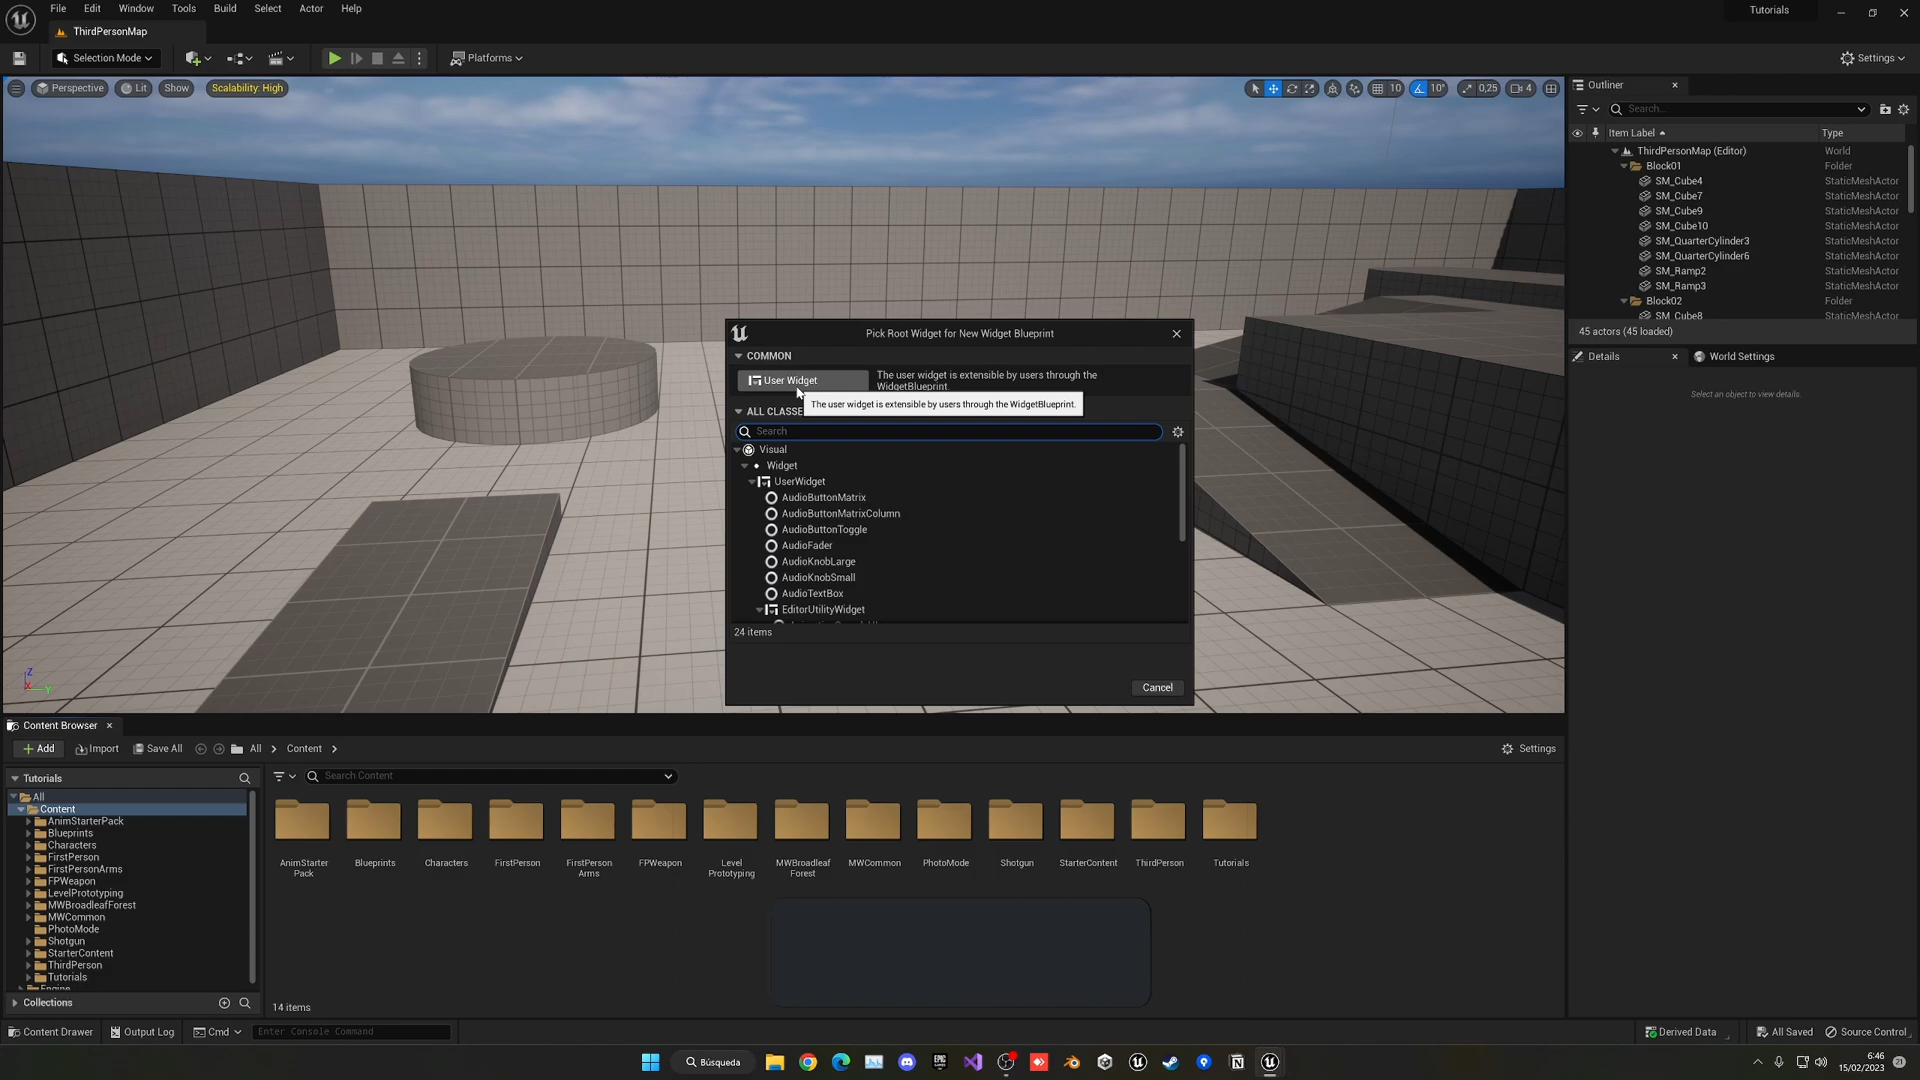 File Edit Window Tools Build Select Actor Help
Tutorials
ThirdPersonMap
Selection Mode
Platforms
Settings
Perspective
Lit
Show
Scalability: High
10
10°
0,25
4
Outliner
Search...
Item Label
Type
ThirdPersonMap (Editor) World
Block01 Folder
SM_Cube4 StaticMeshActor
SM_Cube7 StaticMeshActor
SM_Cube9 StaticMeshActor
SM_Cube10 StaticMeshActor
SM_QuarterCylinder3 StaticMeshActor
SM_QuarterCylinder6 StaticMeshActor
SM_Ramp2 StaticMeshActor
SM_Ramp3 StaticMeshActor
Block02 Folder
SM_Cube8 StaticMeshActor
45 actors (45 loaded)
Details
World Settings
Select an object to view details.
Pick Root Widget for New Widget Blueprint
COMMON
User Widget
The user widget is extensible by users through the
WidgetBlueprint.
The user widget is extensible by users through the WidgetBlueprint.
ALL CLASSE
Search
Visual
Widget
UserWidget
AudioButtonMatrix
AudioButtonMatrixColumn
AudioButtonToggle
AudioFader
AudioKnobLarge
AudioKnobSmall
AudioTextBox
EditorUtilityWidget
24 items
Cancel
Z
X
Y
Content Browser
Add
Import
Save All
All
Content
Settings
Tutorials
Search Content
All
Content
AnimStarterPack
Blueprints
Characters
FirstPerson
FirstPersonArms
FPWeapon
LevelPrototyping
MWBroadleafForest
MWCommon
PhotoMode
Shotgun
StarterContent
ThirdPerson
Tutorials
Engine
Collections
AnimStarter
Pack
Blueprints
Characters
FirstPerson
FirstPerson
Arms
FPWeapon
Level
Prototyping
MWBroadleaf
Forest
MWCommon
PhotoMode
Shotgun
StarterContent
ThirdPerson
Tutorials
14 items
Content Drawer
Output Log
Cmd
Enter Console Command
Derived Data
All Saved
Source Control
Búsqueda
6:46
15/02/2023
21